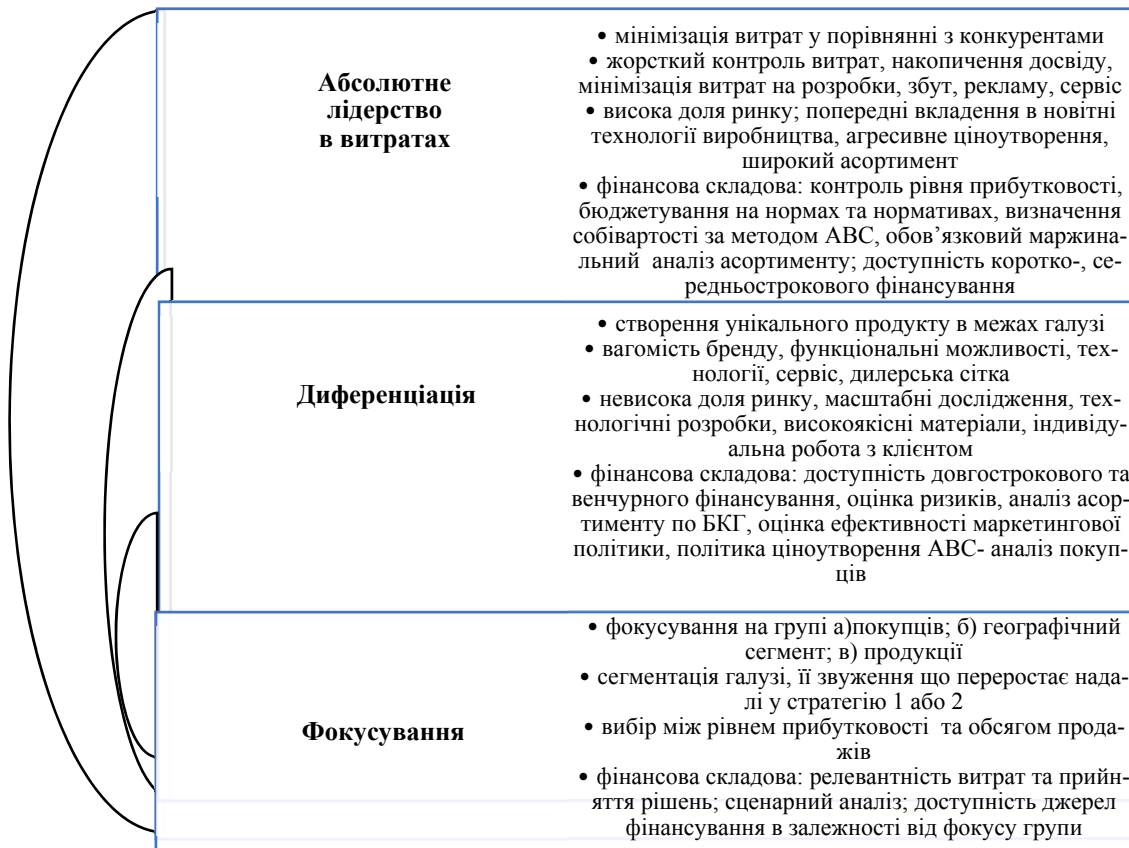 Абсолютне
лідерство
в витратах
• мінімізація витрат у порівнянні з конкурентами
• жорсткий контроль витрат, накопичення досвіду,
мінімізація витрат на розробки, збут, рекламу, сервіс
• висока доля ринку; попередні вкладення в новітні
технології виробництва, агресивне ціноутворення,
широкий асортимент
• фінансова складова: контроль рівня прибутковості,
бюджетування на нормах та нормативах, визначення
собівартості за методом АВС, обов’язковий маржина-
льний аналіз асортименту; доступність коротко-, се-
редньострокового фінансування
Диференціація
• створення унікального продукту в межах галузі
• вагомість бренду, функціональні можливості, тех-
нології, сервіс, дилерська сітка
• невисока доля ринку, масштабні дослідження, тех-
нологічні розробки, високоякісні матеріали, індивіду-
альна робота з клієнтом
• фінансова складова: доступність довгострокового та
венчурного фінансування, оцінка ризиків, аналіз асор-
тименту по БКГ, оцінка ефективності маркетингової
політики, політика ціноутворення АВС- аналіз покуп-
ців
Фокусування
• фокусування на групі а)покупців; б) географічний
сегмент; в) продукції
• сегментація галузі, її звуження що переростає нада-
лі у стратегію 1 або 2
• вибір між рівнем прибутковості та обсягом прода-
жів
• фінансова складова: релевантність витрат та прийн-
яття рішень; сценарний аналіз; доступність джерел
фінансування в залежності від фокусу групи